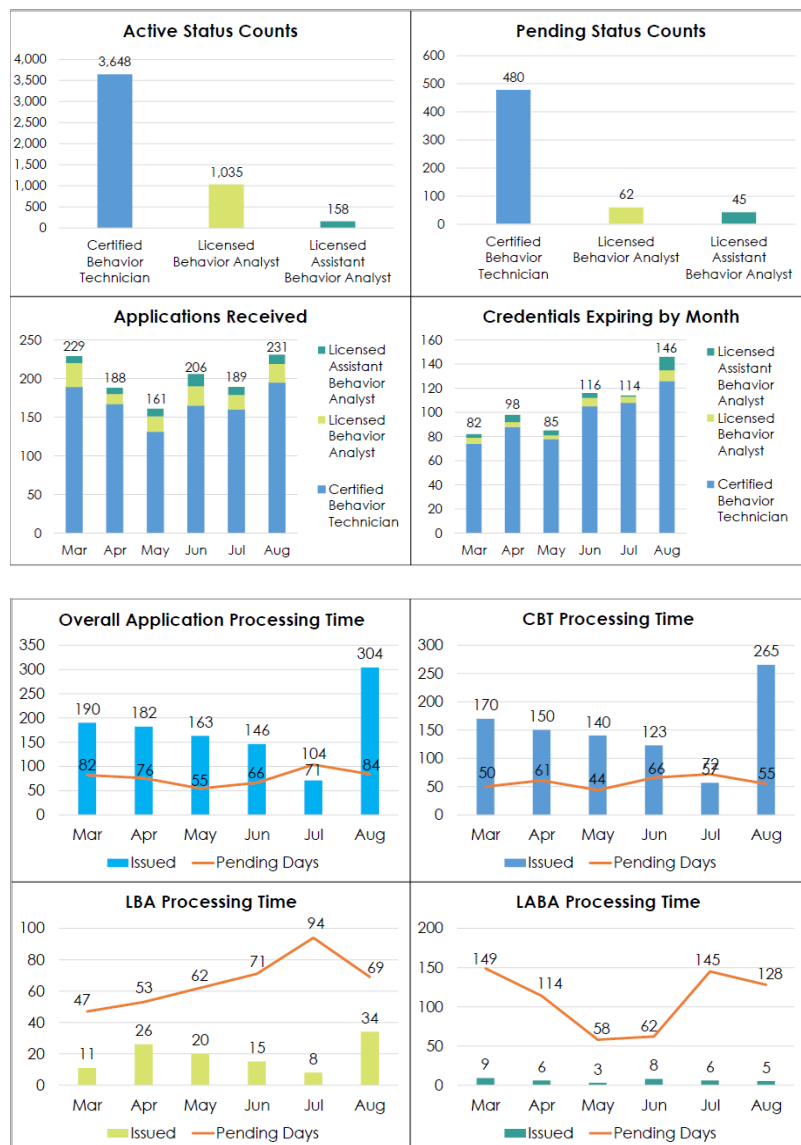 Active Status Counts
4,000
3,500
3,000
2,500
2,000
1,500
1,000
500
0
3,648
1,035
158
Certified
Behavior
Technician
Licensed
Behavior Analyst
Licensed
Assistant
Behavior Analyst
Pending Status Counts
600
500
400
300
200
100
0
480
62
45
Certified
Behavior
Technician
Licensed
Behavior Analyst
Licensed
Assistant
Behavior Analyst
Applications Received
250
200
150
100
50
0
229
188
161
206
189
231
Mar Apr May Jun Jul Aug
Licensed
Assistant
Behavior
Analyst
Licensed
Behavior
Analyst
Certified
Behavior
Technician
Credentials Expiring by Month
160
140
120
100
80
60
40
20
0
82
98
85
116
114
146
Mar Apr May Jun Jul Aug
Licensed
Assistant
Behavior
Analyst
Licensed
Behavior
Analyst
Certified
Behavior
Technician
Overall Application Processing Time
350
300
250
200
150
100
50
0
190
182
163
146
71
304
82
76
55
66
104
84
Mar Apr May Jun Jul Aug
Issued Pending Days
CBT Processing Time
300
250
200
150
100
50
0
170
150
140
123
57
265
50
61
44
66
72
55
Mar Apr May Jun Jul Aug
Issued Pending Days
LBA Processing Time
100
80
60
40
20
0
47
53
62
71
94
69
11
26
20
15
8
34
Mar Apr May Jun Jul Aug
Issued Pending Days
LABA Processing Time
200
150
100
50
0
149
114
58
62
145
128
9
6
3
8
6
5
Mar Apr May Jun Jul Aug
Issued Pending Days